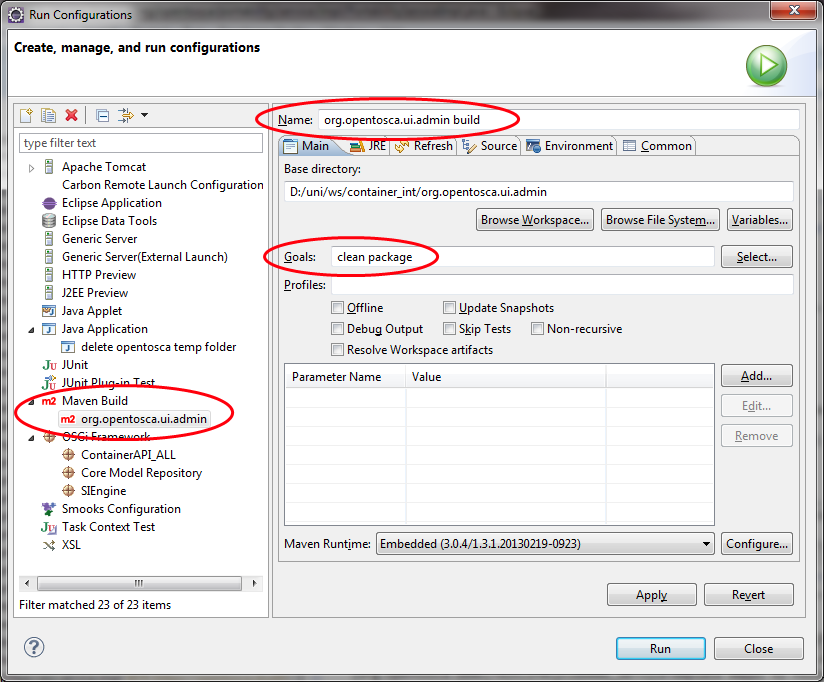 Run Configurations
Create, manage, and run configurations
type filter text
Apache Tomcat
Carbon Remote Launch Configuration
Eclipse Application
Eclipse Data Tools
Generic Server
Generic Server(External Launch)
HTTP Preview
J2EE Preview
Java Applet
Java Application
delete opentosca temp folder
JUnit
JUnit Plug-in Test
Maven Build
org.opentosca.ui.admin
OSGi Framework
ContainerAPI_ALL
Core Model Repository
SIEngine
Smooks Configuration
Task Context Test
XSL
Filter matched 23 of 23 items
Name: org.opentosca.ui.admin build
Main JRE Refresh Source Environment Common
Base directory:
D:/uni/ws/container_int/org.opentosca.ui.admin
Browse Workspace... Browse File System... Variables...
Goals: clean package Select...
Profiles:
Offline Update Snapshots
Debug Output Skip Tests Non-recursive
Resolve Workspace artifacts
Parameter Name Value
Add...
Edit...
Remove
Maven Runtime: Embedded (3.0.4/1.3.1.20130219-0923) Configure...
Apply Revert
Run Close